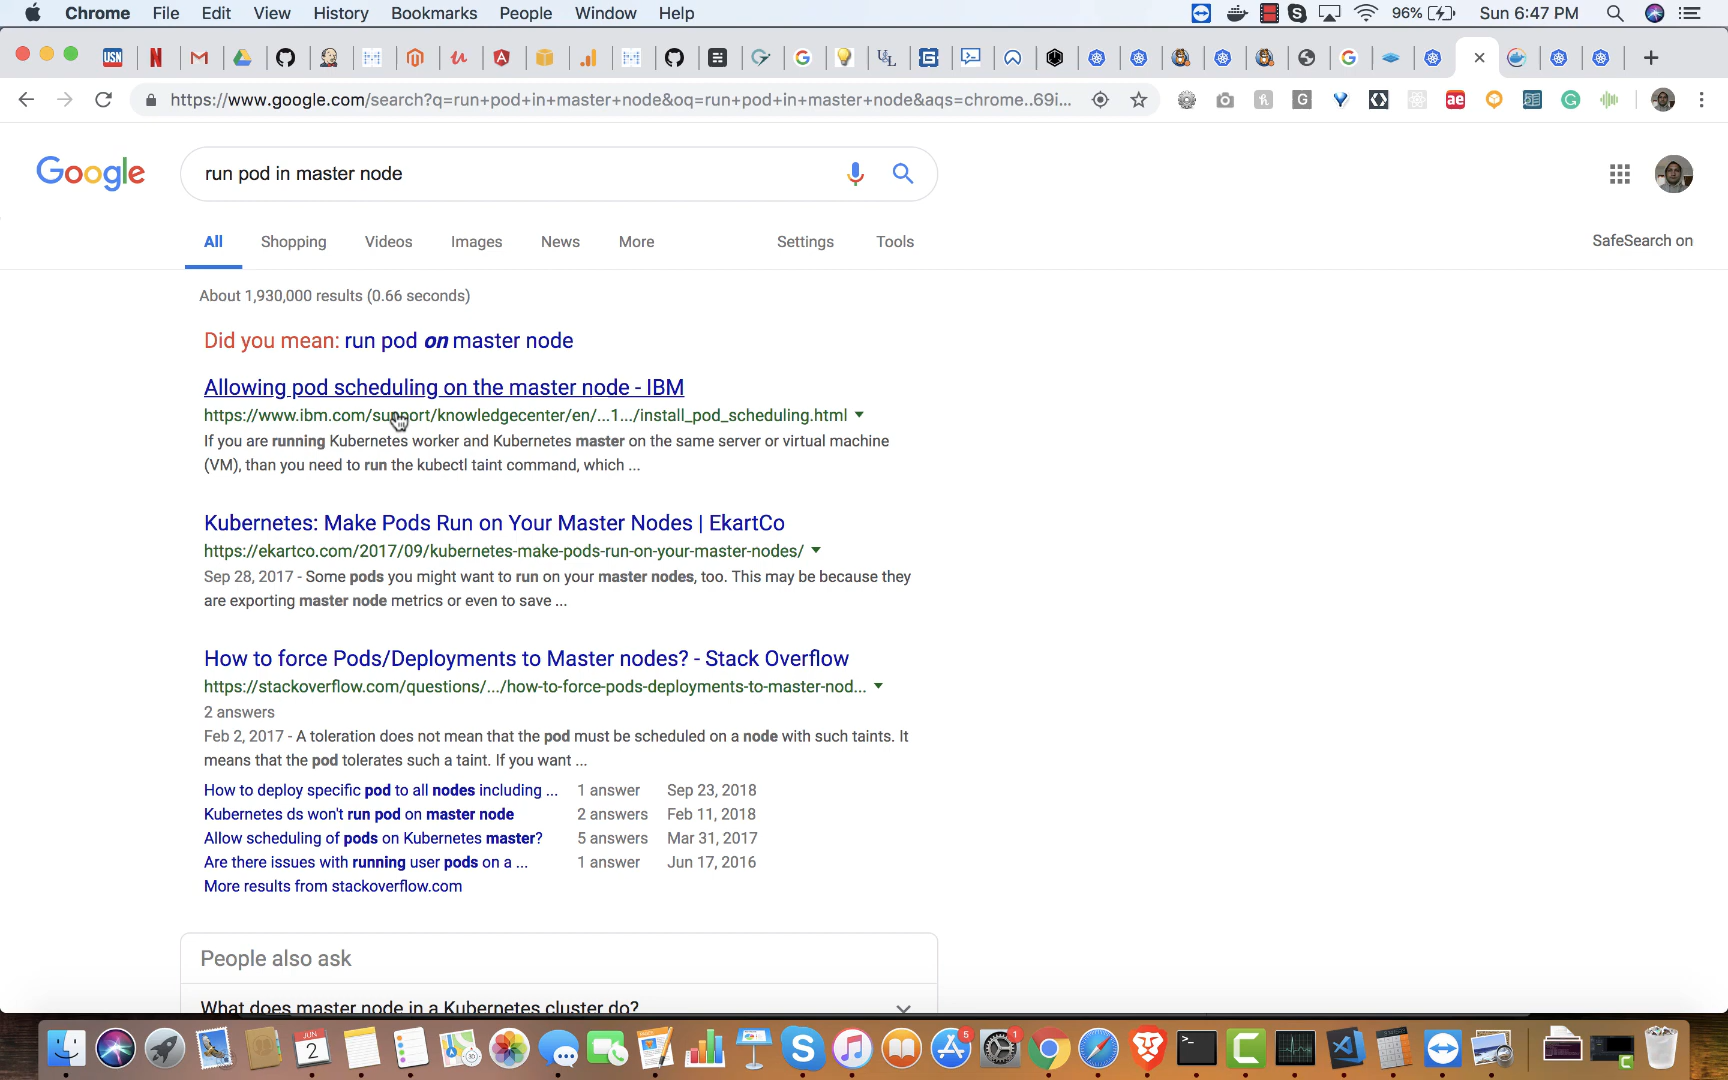 Chrome File Edit View History Bookmarks People Window Help 96% Sun 6:47 PM
https://www.google.com/search?q=run+pod+in+master+node&oq=run+pod+in+master+node&aqs=chrome..69i...
Google run pod in master node
All Shopping Videos Images News More Settings Tools SafeSearch on
About 1,930,000 results (0.66 seconds)
Did you mean: run pod on master node
Allowing pod scheduling on the master node - IBM
https://www.ibm.com/support/knowledgecenter/en/...1.../install_pod_scheduling.html
If you are running Kubernetes worker and Kubernetes master on the same server or virtual machine
(VM), than you need to run the kubectl taint command, which ...
Kubernetes: Make Pods Run on Your Master Nodes | EkartCo
https://ekartco.com/2017/09/kubernetes-make-pods-run-on-your-master-nodes/
Sep 28, 2017 - Some pods you might want to run on your master nodes, too. This may be because they
are exporting master node metrics or even to save ...
How to force Pods/Deployments to Master nodes? - Stack Overflow
https://stackoverflow.com/questions/.../how-to-force-pods-deployments-to-master-nod...
2 answers
Feb 2, 2017 - A toleration does not mean that the pod must be scheduled on a node with such taints. It
means that the pod tolerates such a taint. If you want ...
How to deploy specific pod to all nodes including ... 1 answer Sep 23, 2018
Kubernetes ds won't run pod on master node 2 answers Feb 11, 2018
Allow scheduling of pods on Kubernetes master? 5 answers Mar 31, 2017
Are there issues with running user pods on a ... 1 answer Jun 17, 2016
More results from stackoverflow.com
People also ask
What does master node in a Kubernetes cluster do?